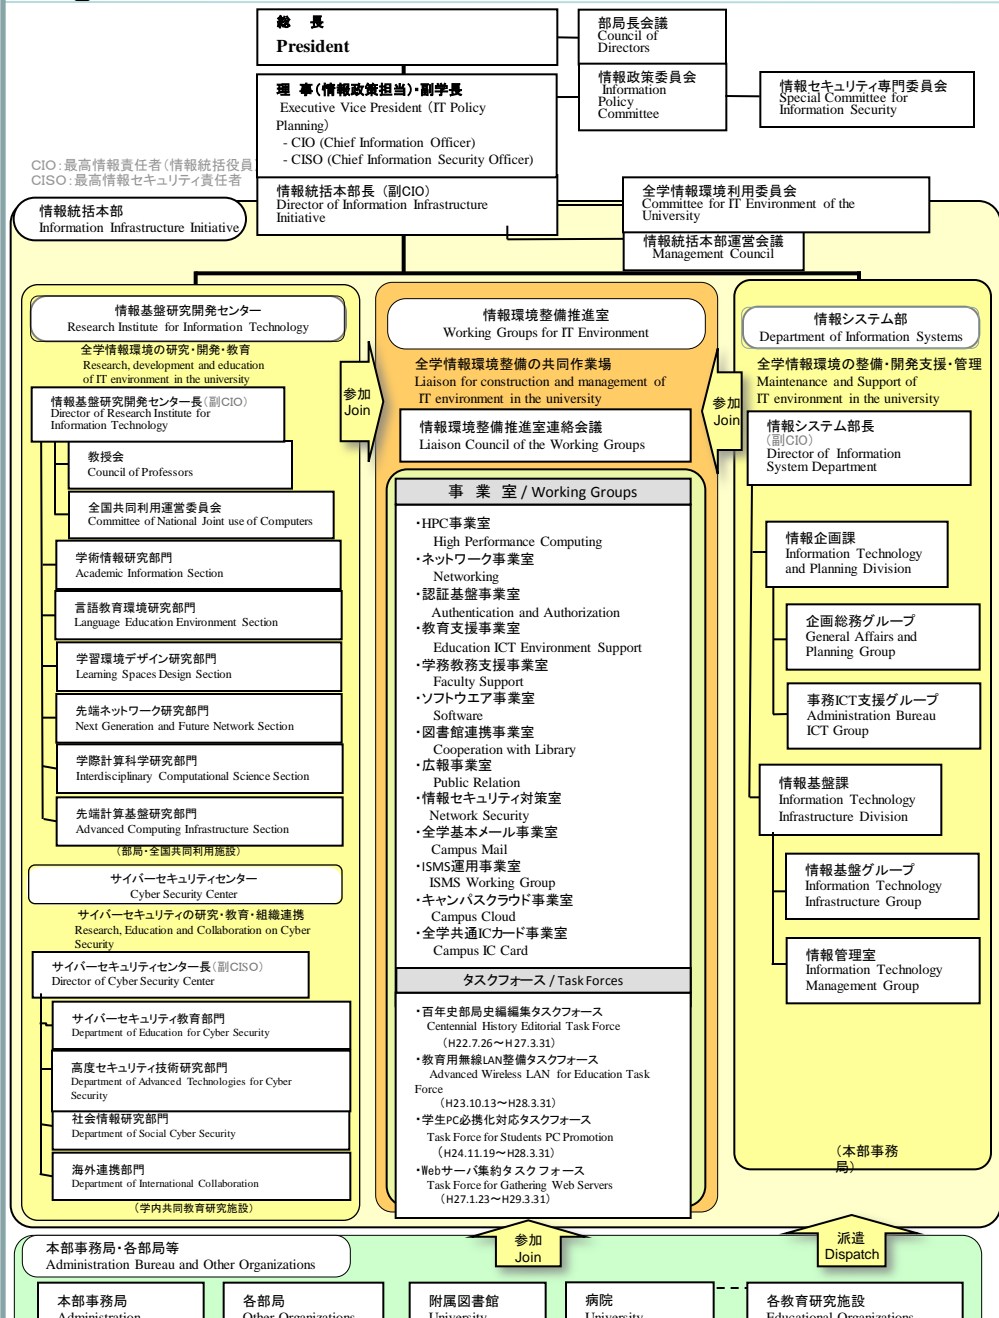 総 長
President
部局長会議
Council of
Directors
理 事(情報政策担当)・副学長
Executive Vice President (IT Policy
Planning)
- CIO (Chief Information Officer)
- CISO (Chief Information Security Officer)
情報政策委員会
Information
Policy
Committee
情報セキュリティ専門委員会
Special Committee for
Information Security
CIO:最高情報責任者(情報統括役員
CISO:最高情報セキュリティ責任者
情報統括本部長 (副CIO)
Director of Information Infrastructure
Initiative
全学情報環境利用委員会
Committee for IT Environment of the
University
情報統括本部運営会議
Management Council
情報統括本部
Information Infrastructure Initiative
情報基盤研究開発センター
Research Institute for Information Technology
全学情報環境の研究・開発・教育
Research, development and education
of IT environment in the university
情報基盤研究開発センター長(副CIO)
Director of Research Institute for
Information Technology
教授会
Council of Professors
全国共同利用運営委員会
Committee of National Joint use of Computers
学術情報研究部門
Academic Information Section
言語教育環境研究部門
Language Education Environment Section
学習環境デザイン研究部門
Learning Spaces Design Section
先端ネットワーク研究部門
Next Generation and Future Network Section
学際計算科学研究部門
Interdisciplinary Computational Science Section
先端計算基盤研究部門
Advanced Computing Infrastructure Section
(部局・全国共同利用施設)
サイバーセキュリティセンター
Cyber Security Center
サイバーセキュリティの研究・教育・組織連携
Research, Education and Collaboration on Cyber
Security
サイバーセキュリティセンター長(副CISO)
Director of Cyber Security Center
サイバーセキュリティ教育部門
Department of Education for Cyber Security
高度セキュリティ技術研究部門
Department of Advanced Technologies for Cyber
Security
社会情報研究部門
Department of Social Cyber Security
海外連携部門
Department of International Collaboration
(学内共同教育研究施設)
参加
Join
情報環境整備推進室
Working Groups for IT Environment
全学情報環境整備の共同作業場
Liaison for construction and management of
IT environment in the university
情報環境整備推進室連絡会議
Liaison Council of the Working Groups
事 業 室 / Working Groups
・HPC事業室
High Performance Computing
・ネットワーク事業室
Networking
・認証基盤事業室
Authentication and Authorization
・教育支援事業室
Education ICT Environment Support
・学務教務支援事業室
Faculty Support
・ソフトウエア事業室
Software
・図書館連携事業室
Cooperation with Library
・広報事業室
Public Relation
・情報セキュリティ対策室
Network Security
・全学基本メール事業室
Campus Mail
・ISMS運用事業室
ISMS Working Group
・キャンパスクラウド事業室
Campus Cloud
・全学共通ICカード事業室
Campus IC Card
タスクフォース / Task Forces
・百年史部局史編編集タスクフォース
Centennial History Editorial Task Force
(H22.7.26～H27.3.31)
・教育用無線LAN整備タスクフォース
Advanced Wireless LAN for Education Task
Force
(H23.10.13～H28.3.31)
・学生PC必携化対応タスクフォース
Task Force for Students PC Promotion
(H24.11.19～H28.3.31)
・Webサーバ集約タスクフォース
Task Force for Gathering Web Servers
(H27.1.23～H29.3.31)
参加
Join
情報システム部
Department of Information Systems
全学情報環境の整備・開発支援・管理
Maintenance and Support of
IT environment in the university
情報システム部長
(副CIO)
Director of Information
System Department
情報企画課
Information Technology
and Planning Division
企画総務グループ
General Affairs and
Planning Group
事務ICT支援グループ
Administration Bureau
ICT Group
情報基盤課
Information Technology
Infrastructure Division
情報基盤グループ
Information Technology
Infrastructure Group
情報管理室
Information Technology
Management Group
(本部事務
局)
参加
Join
派遣
Dispatch
本部事務局・各部局等
Administration Bureau and Other Organizations
本部事務局
Administration
各部局
Other Organizations
附属図書館
University
病院
University
各教育研究施設
Educational Organizations